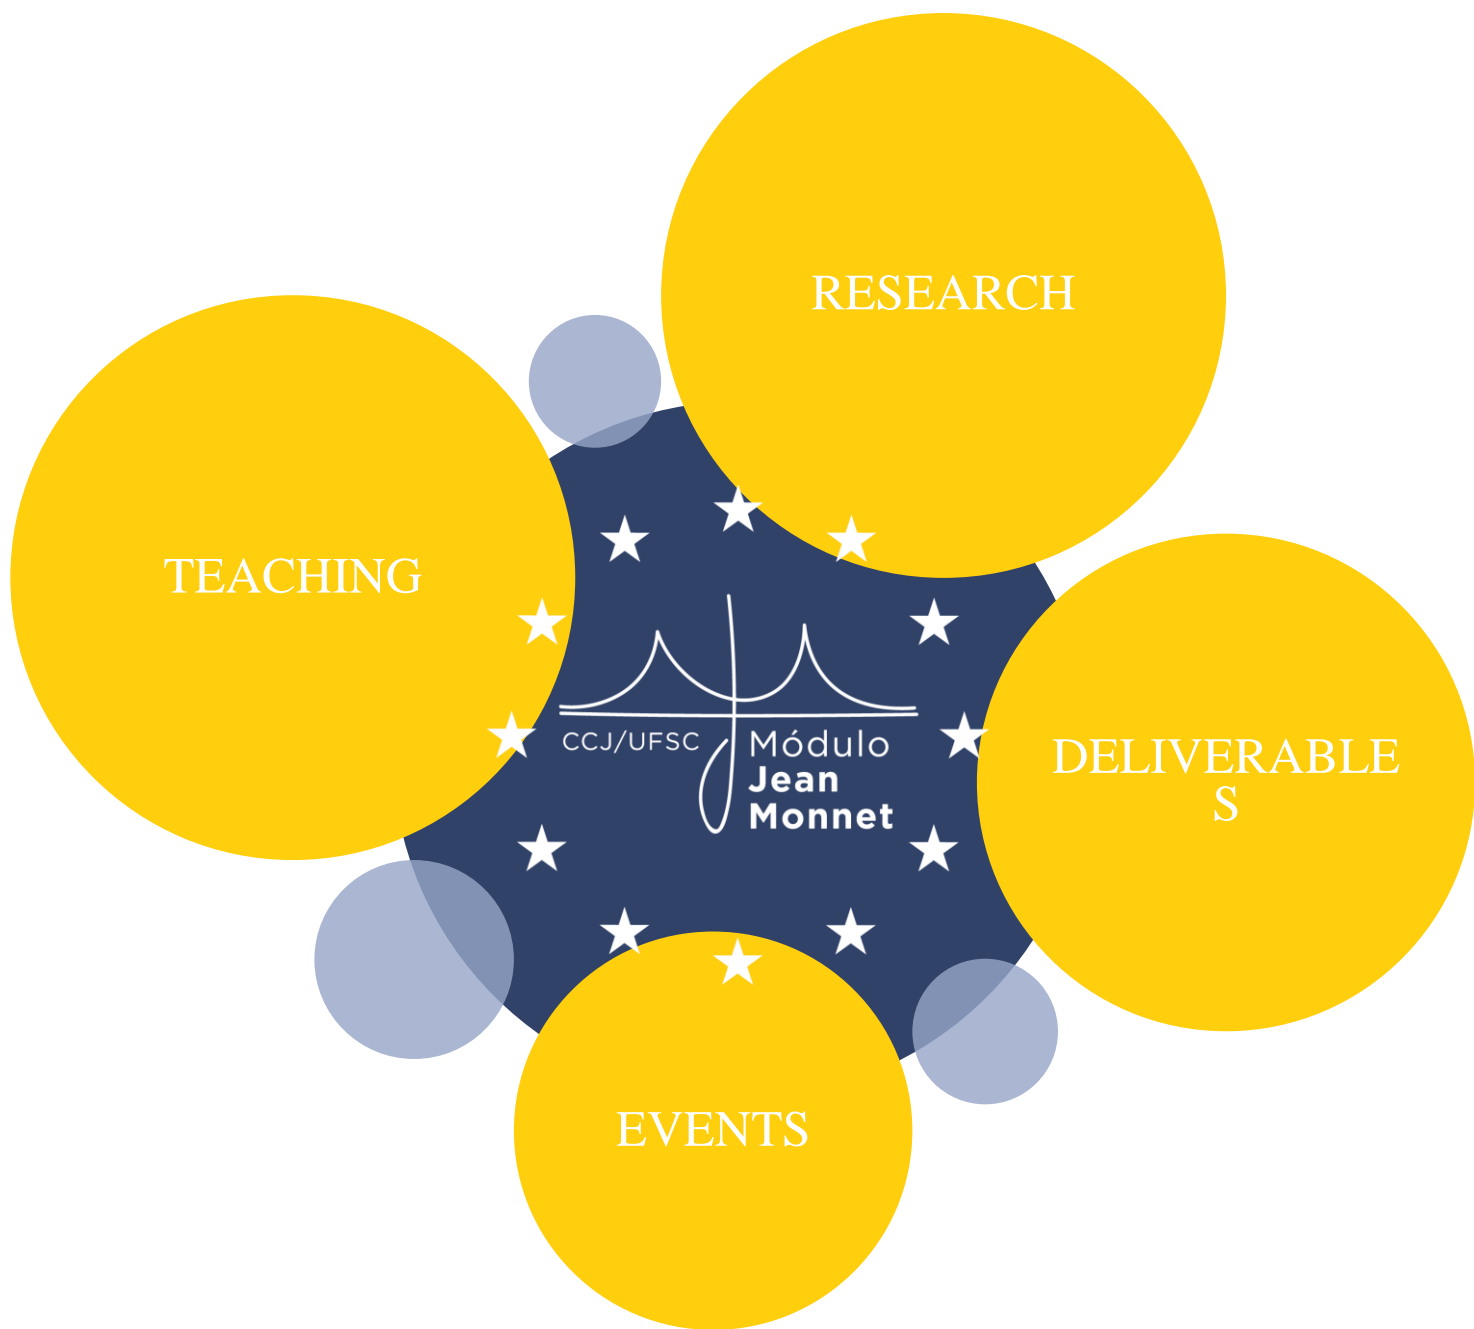 RESEARCH
TEACHING
CCJ/UFSC
Módulo
Jean
Monnet
DELIVERABLE
S
EVENTS